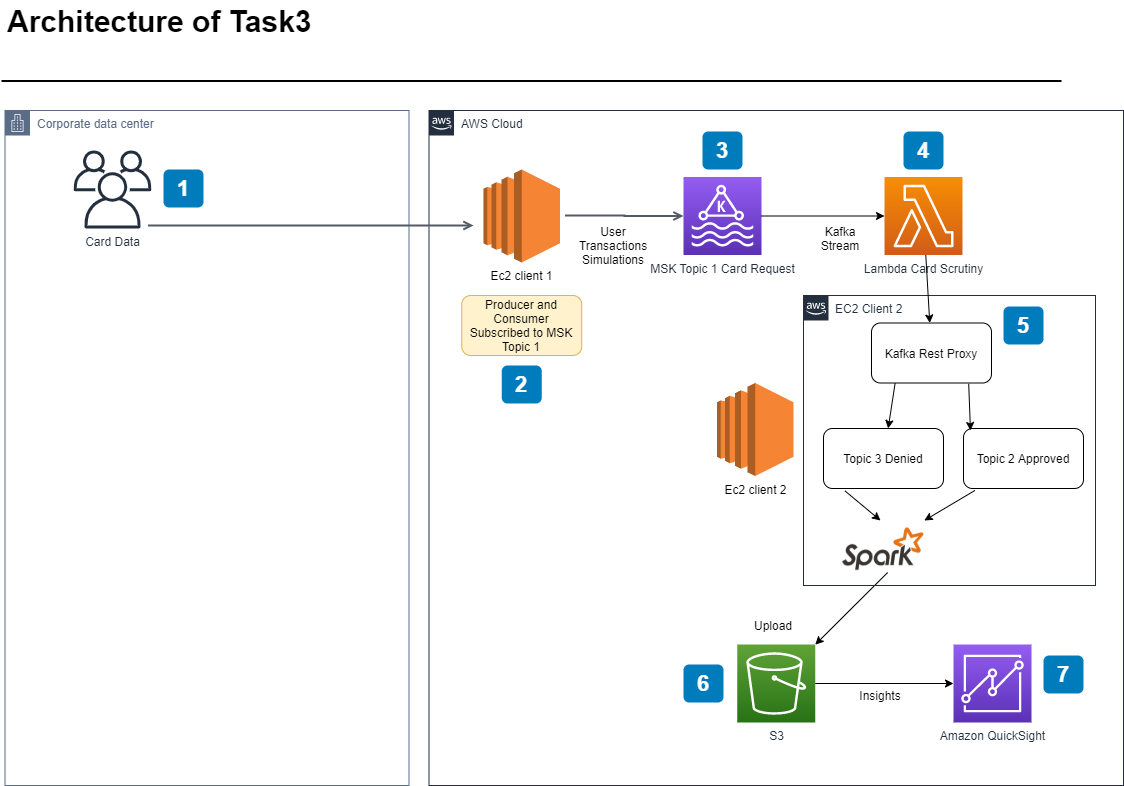 Architecture of Task3
Corporate data center
1
Card Data
aws
AWS Cloud
Ec2 client 1
Producer and
Consumer
Subscribed to MSK
Topic 1
2
User
Transactions
Simulations
3
K
MSK Topic 1 Card Request
Kafka
Stream
4
Lambda Card Scrutiny
aws
EC2 Client 2
5
Kafka Rest Proxy
Topic 3 Denied
Topic 2 Approved
Ec2 client 2
Spark
Upload
6
S3
Insights
7
Amazon QuickSight